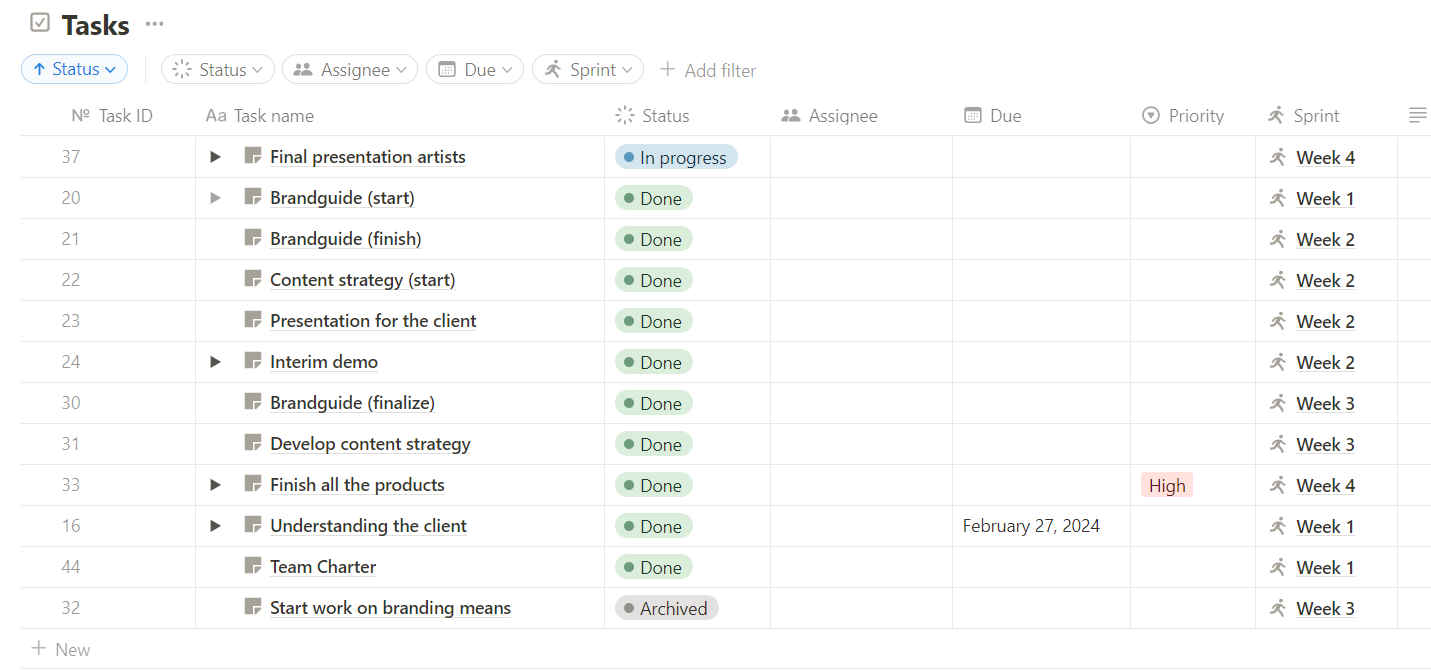 Tasks ...
Status Status Assignee Due Sprint + Add filter
Nº Task ID Aa Task name Status Assignee Due Priority Sprint
37 Final presentation artists In progress Week 4
20 Brandguide (start) Done Week 1
21 Brandguide (finish) Done Week 2
22 Content strategy (start) Done Week 2
23 Presentation for the client Done Week 2
24 Interim demo Done Week 2
30 Brandguide (finalize) Done Week 3
31 Develop content strategy Done Week 3
33 Finish all the products Done High Week 4
16 Understanding the client Done February 27, 2024 Week 1
44 Team Charter Done Week 1
32 Start work on branding means Archived Week 3
+ New